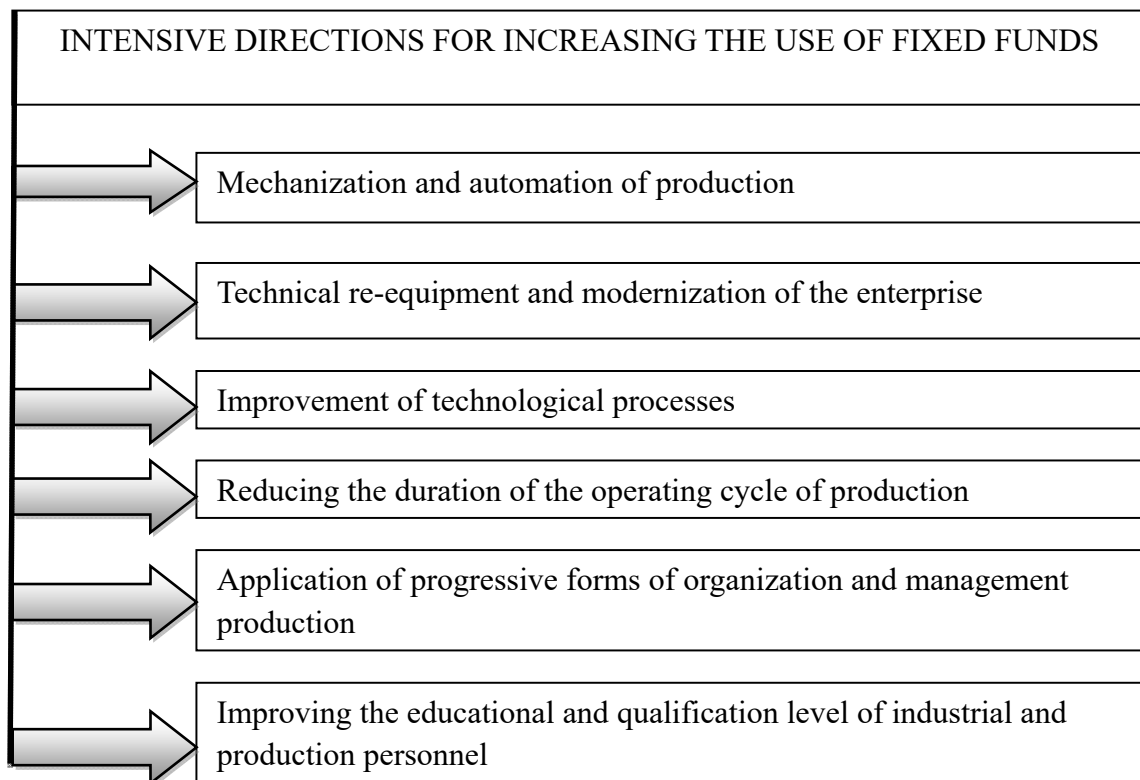 INTENSIVE DIRECTIONS FOR INCREASING THE USE OF FIXED FUNDS
Mechanization and automation of production
Technical re-equipment and modernization of the enterprise
Improvement of technological processes
Reducing the duration of the operating cycle of production
Application of progressive forms of organization and management
production
Improving the educational and qualification level of industrial and
production personnel